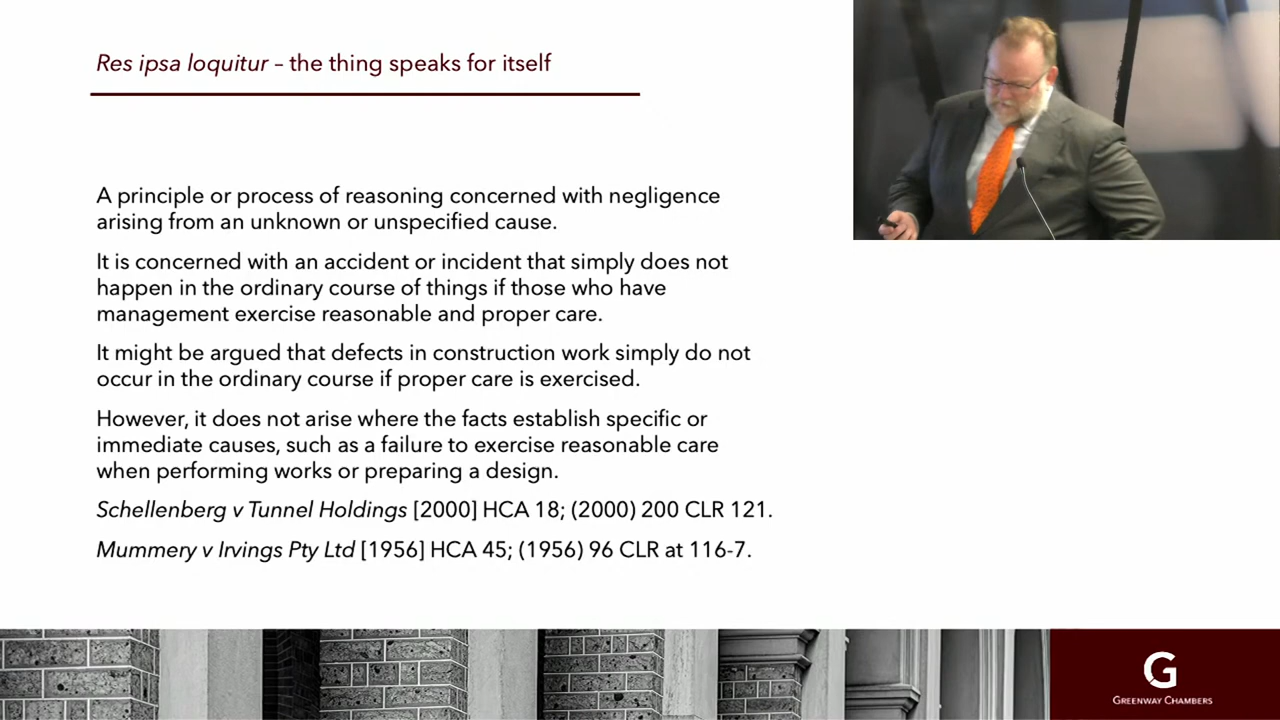 Res ipsa loquitur – the thing speaks for itself
A principle or process of reasoning concerned with negligence
arising from an unknown or unspecified cause.
It is concerned with an accident or incident that simply does not
happen in the ordinary course of things if those who have
management exercise reasonable and proper care.
It might be argued that defects in construction work simply do not
occur in the ordinary course if proper care is exercised.
However, it does not arise where the facts establish specific or
immediate causes, such as a failure to exercise reasonable care
when performing works or preparing a design.
Schellenberg v Tunnel Holdings [2000] HCA 18; (2000) 200 CLR 121.
Mummery v Irvings Pty Ltd [1956] HCA 45; (1956) 96 CLR at 116-7.
G
GREENWAY CHAMBERS